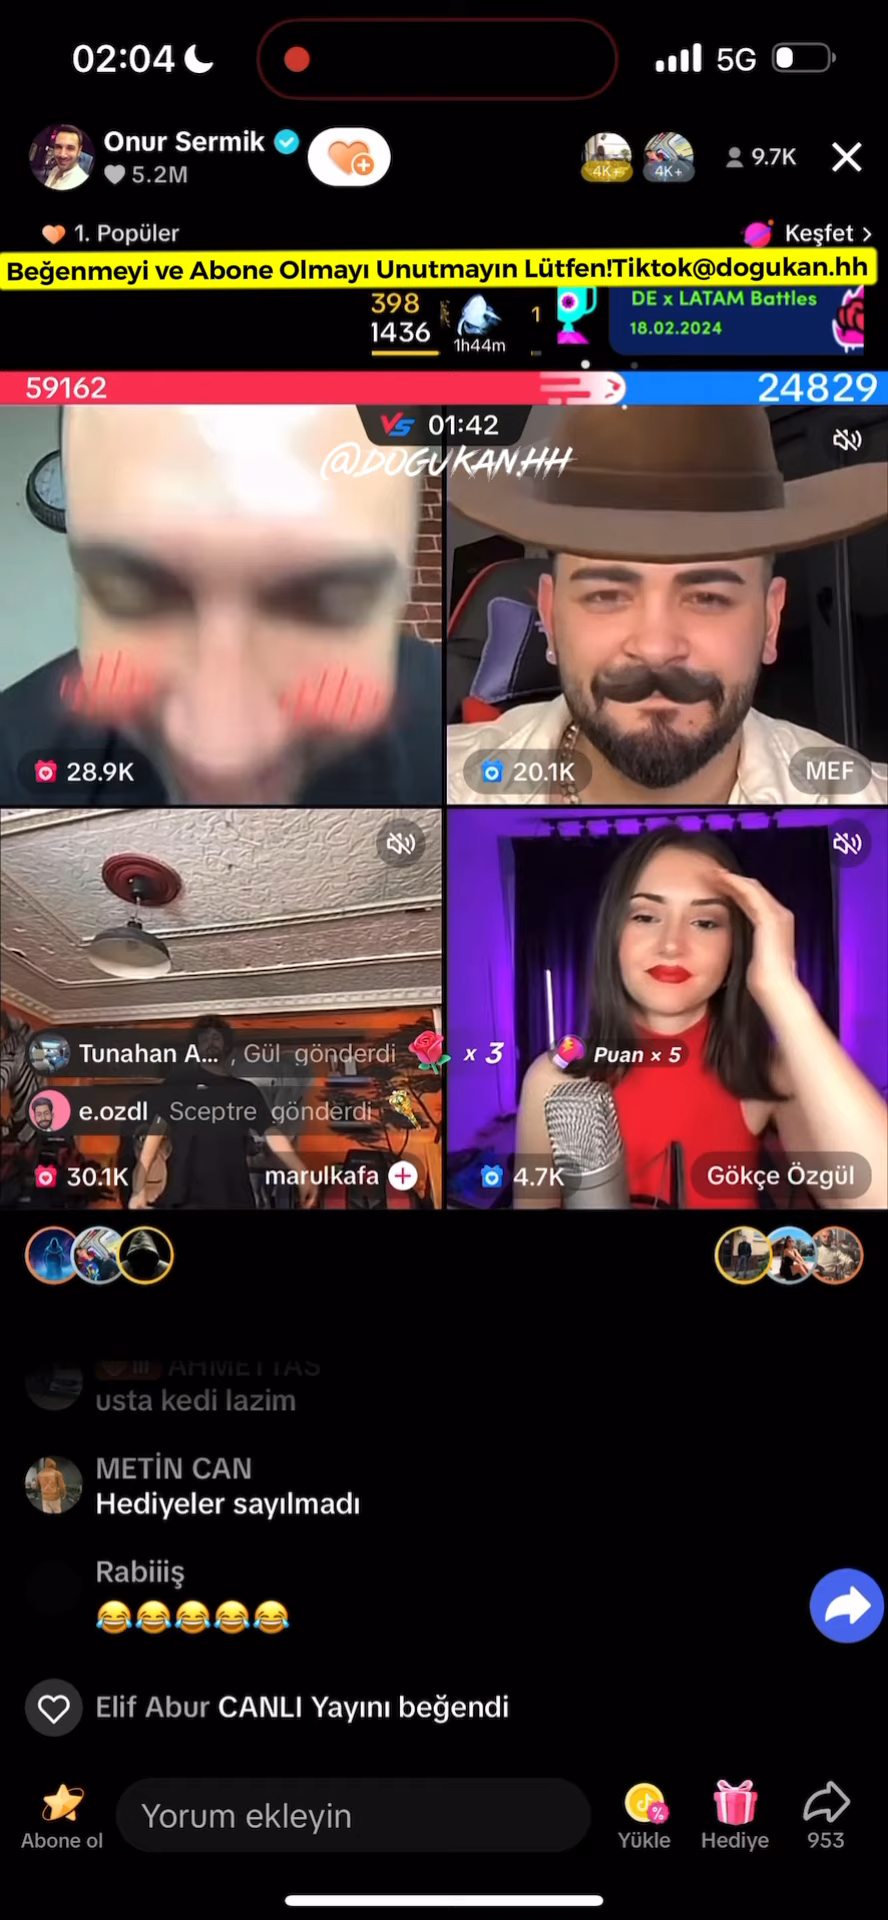 02:04
5G
Onur Sermik
5.2M
4K+
4K+
9.7K
1. Popüler
Keşfet >
Beğenmeyi ve Abone Olmayı Unutmayın Lütfen!Tiktok@dogukan.hh
398
1436
1h44m
1
DE x LATAM Battles
18.02.2024
59162
24829
VS 01:42
@DOGUKAN.HH
28.9K
20.1K
MEF
Tunahan A... , Gül gönderdi x 3
Puan × 5
e.ozdl , Sceptre gönderdi
30.1K
marulkafa
4.7K
Gökçe Özgül
III AHMETTAS
usta kedi lazim
METİN CAN
Hediyeler sayılmadı
Rabiiiş
😂😂😂😂😂
Elif Abur CANLI Yayını beğendi
Abone ol
Yorum ekleyin
Yükle
Hediye
953